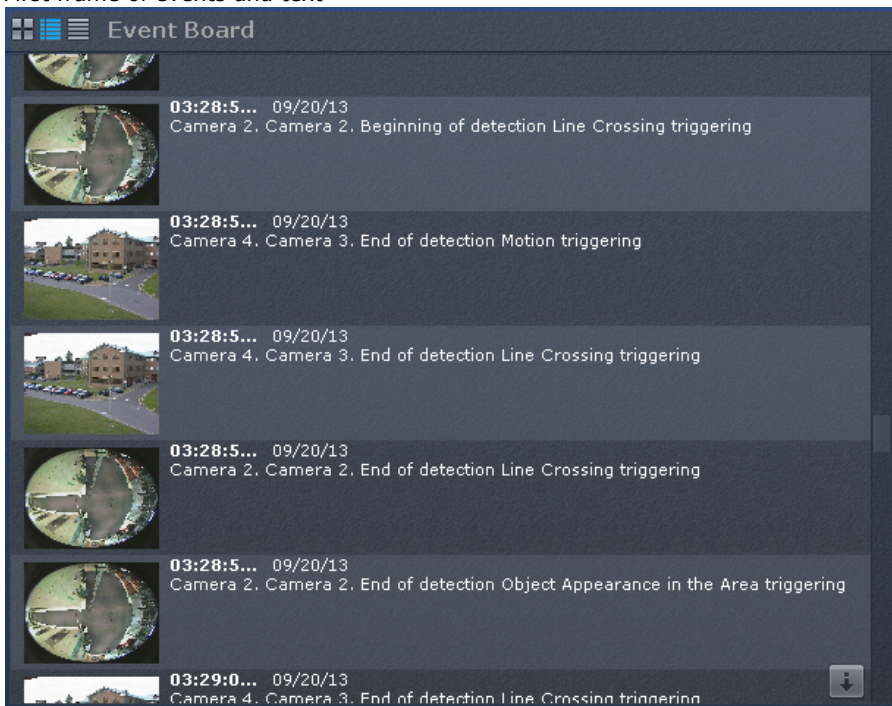 First frame of events and text
Event Board
03:28:5... 09/20/13
Camera 2. Camera 2. Beginning of detection Line Crossing triggering
03:28:5... 09/20/13
Camera 4. Camera 3. End of detection Motion triggering
03:28:5... 09/20/13
Camera 4. Camera 3. End of detection Line Crossing triggering
03:28:5... 09/20/13
Camera 2. Camera 2. End of detection Line Crossing triggering
03:28:5... 09/20/13
Camera 2. Camera 2. End of detection Object Appearance in the Area triggering
03:29:0... 09/20/13
Camera 4. Camera 3. End of detection Line Crossing triggering